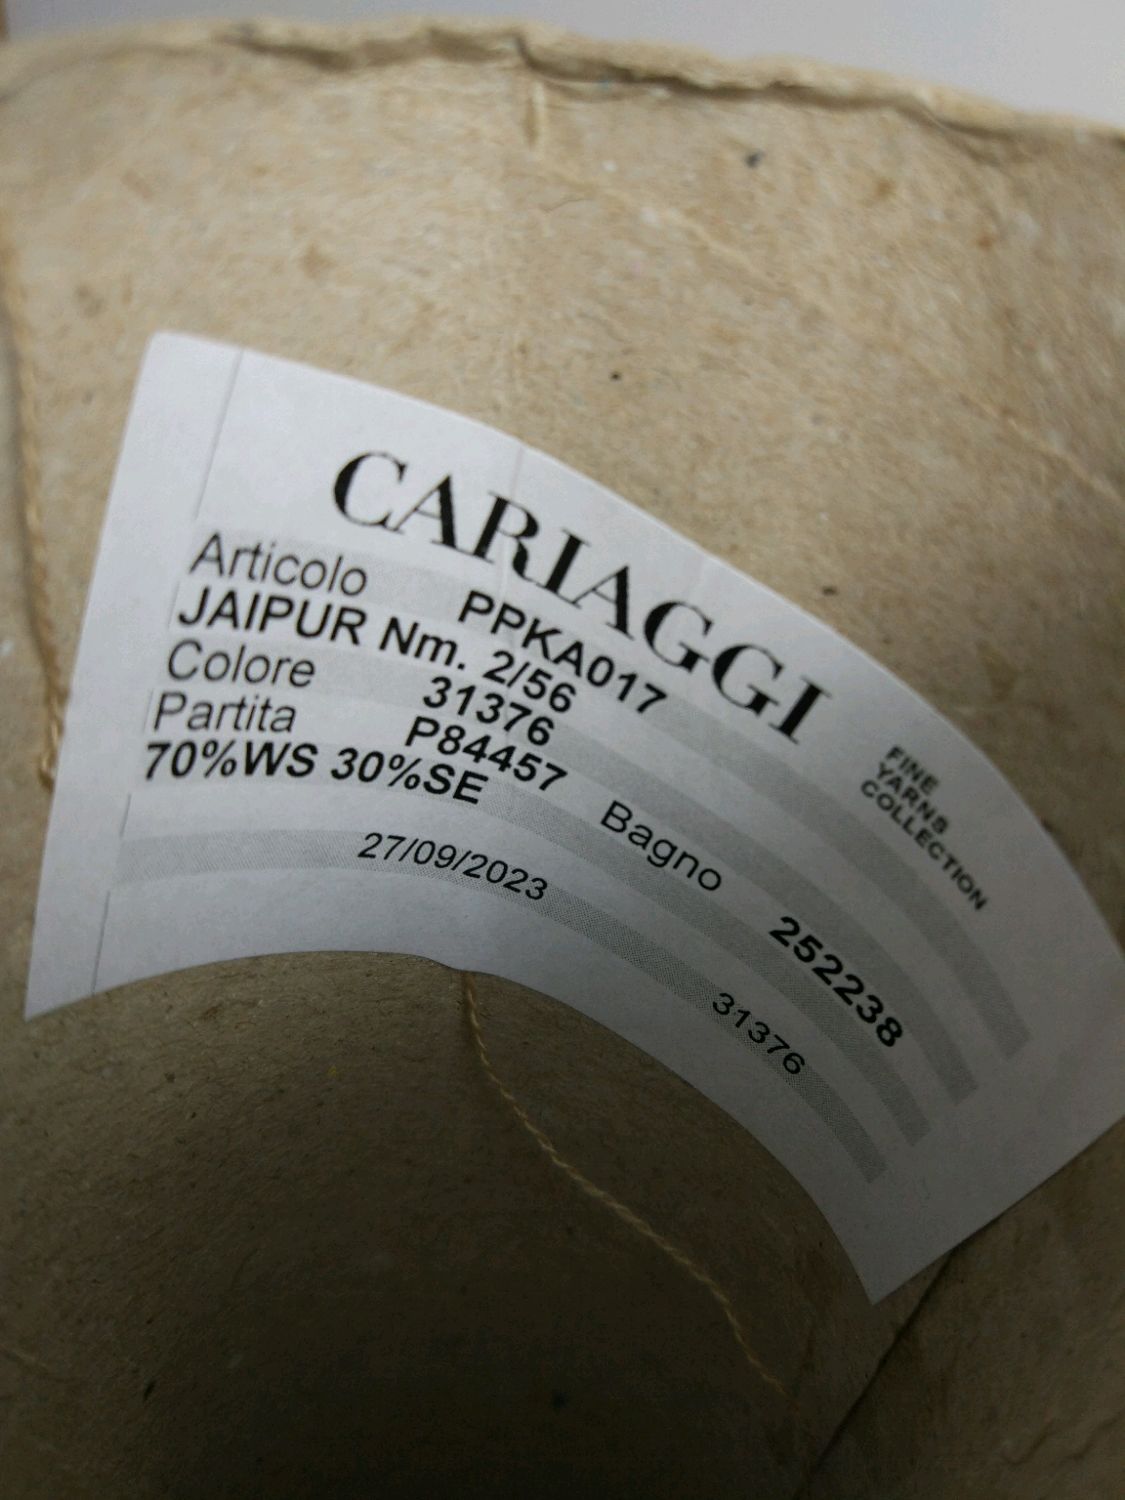 CARIAGGI
FINE
YARNS
COLLECTION
Articolo PPKA017
JAIPUR Nm. 2/56
Colore 31376
Partita P84457 Bagno 252238
70%WS 30%SE
27/09/2023 31376